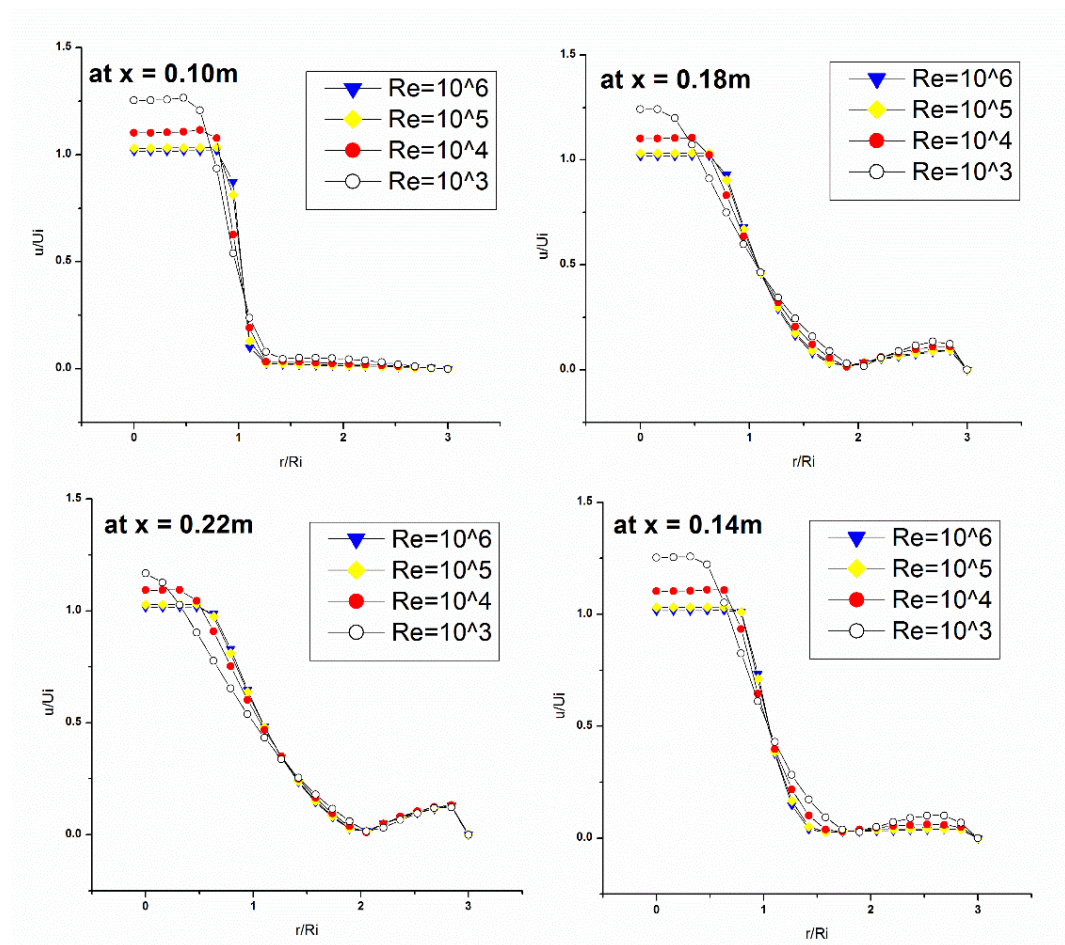 at x = 0.10m
Re=10^6
Re=10^5
Re=10^4
Re=10^3
1.5
1.0
0.5
0.0
u/Ui
0 1 2 3
r/Ri
at x = 0.18m
Re=10^6
Re=10^5
Re=10^4
Re=10^3
1.5
1.0
0.5
0.0
u/Ui
0 1 2 3
r/Ri
at x = 0.22m
Re=10^6
Re=10^5
Re=10^4
Re=10^3
1.5
1.0
0.5
0.0
u/Ui
0 1 2 3
r/Ri
at x = 0.14m
Re=10^6
Re=10^5
Re=10^4
Re=10^3
1.5
1.0
0.5
0.0
u/Ui
0 1 2 3
r/Ri